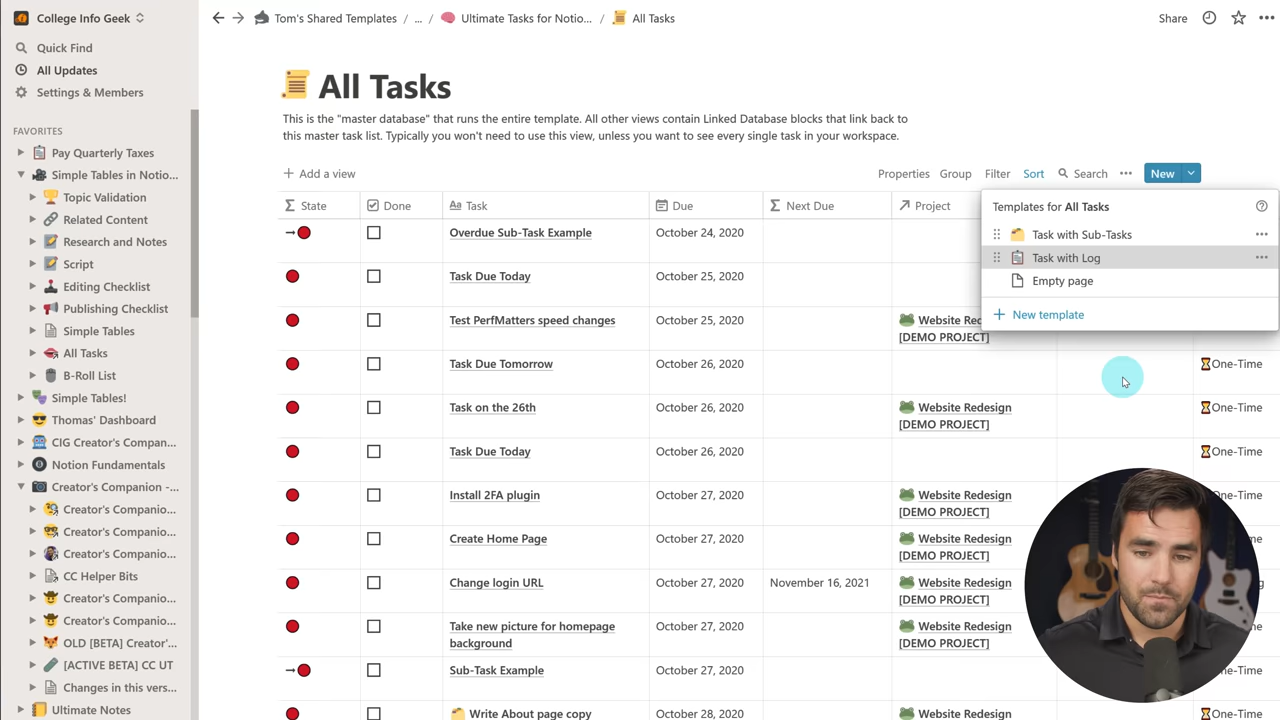 College Info Geek
Tom's Shared Templates / ... / Ultimate Tasks for Notio... / All Tasks
Share
Quick Find
All Updates
Settings & Members
FAVORITES
Pay Quarterly Taxes
Simple Tables in Notio...
Topic Validation
Related Content
Research and Notes
Script
Editing Checklist
Publishing Checklist
Simple Tables
All Tasks
B-Roll List
Simple Tables!
Thomas' Dashboard
CIG Creator's Compan...
Notion Fundamentals
Creator's Companion -...
Creator's Companio...
Creator's Companio...
Creator's Companio...
CC Helper Bits
Creator's Companio...
Creator's Companio...
OLD [BETA] Creator'...
[ACTIVE BETA] CC UT
Changes in this vers...
Ultimate Notes
All Tasks
This is the "master database" that runs the entire template. All other views contain Linked Database blocks that link back to
this master task list. Typically you won't need to use this view, unless you want to see every single task in your workspace.
+ Add a view
Properties Group Filter Sort Search ••• New
State Done Task Due Next Due Project
Overdue Sub-Task Example October 24, 2020
Task Due Today October 25, 2020
Test PerfMatters speed changes October 25, 2020 Website Rec
[DEMO PROJECT]
Task Due Tomorrow October 26, 2020 One-Time
Task on the 26th October 26, 2020 Website Redesign One-Time
[DEMO PROJECT]
Task Due Today October 26, 2020 One-Time
Install 2FA plugin October 27, 2020 Website Redesign me
[DEMO PROJECT]
Create Home Page October 27, 2020 Website Redesign me
[DEMO PROJECT]
Change login URL October 27, 2020 November 16, 2021 Website Redesign
[DEMO PROJECT]
Take new picture for homepage October 27, 2020 Website Redesign me
background [DEMO PROJECT]
Sub-Task Example October 27, 2020 e-Time
Write About page copy October 28, 2020 Website Redesign One-Time
Templates for All Tasks
Task with Sub-Tasks
Task with Log
Empty page
+ New template